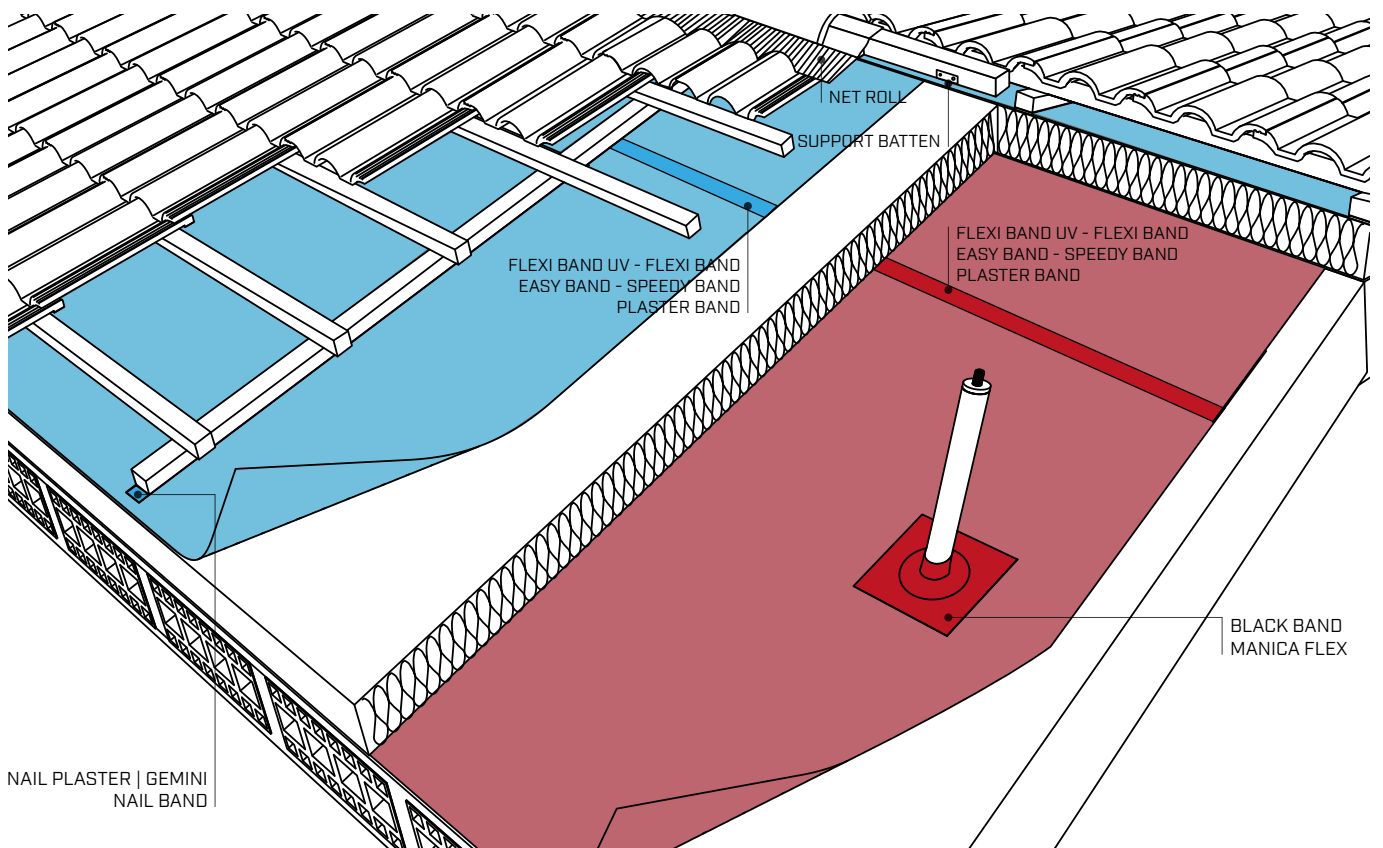 NET ROLL
SUPPORT BATTEN
FLEXI BAND UV - FLEXI BAND
EASY BAND - SPEEDY BAND
PLASTER BAND
FLEXI BAND UV - FLEXI BAND
EASY BAND - SPEEDY BAND
PLASTER BAND
BLACK BAND
MANICA FLEX
NAIL PLASTER | GEMINI
NAIL BAND